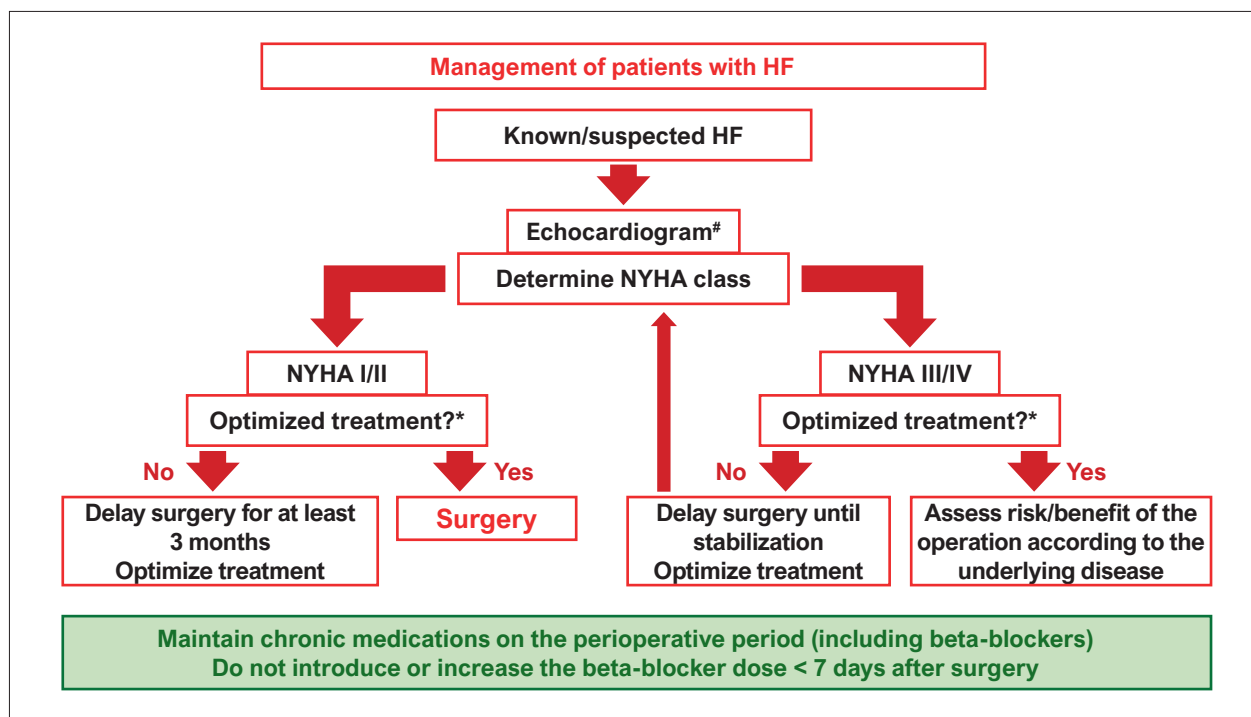 Management of patients with HF
Known/suspected HF
Echocardiogram#
Determine NYHA class
NYHA I/II
Optimized treatment?*
No
Yes
Delay surgery for at least
3 months
Optimize treatment
Surgery
NYHA III/IV
Optimized treatment?*
No
Yes
Delay surgery until
stabilization
Optimize treatment
Assess risk/benefit of the
operation according to the
underlying disease
Maintain chronic medications on the perioperative period (including beta-blockers)
Do not introduce or increase the beta-blocker dose < 7 days after surgery